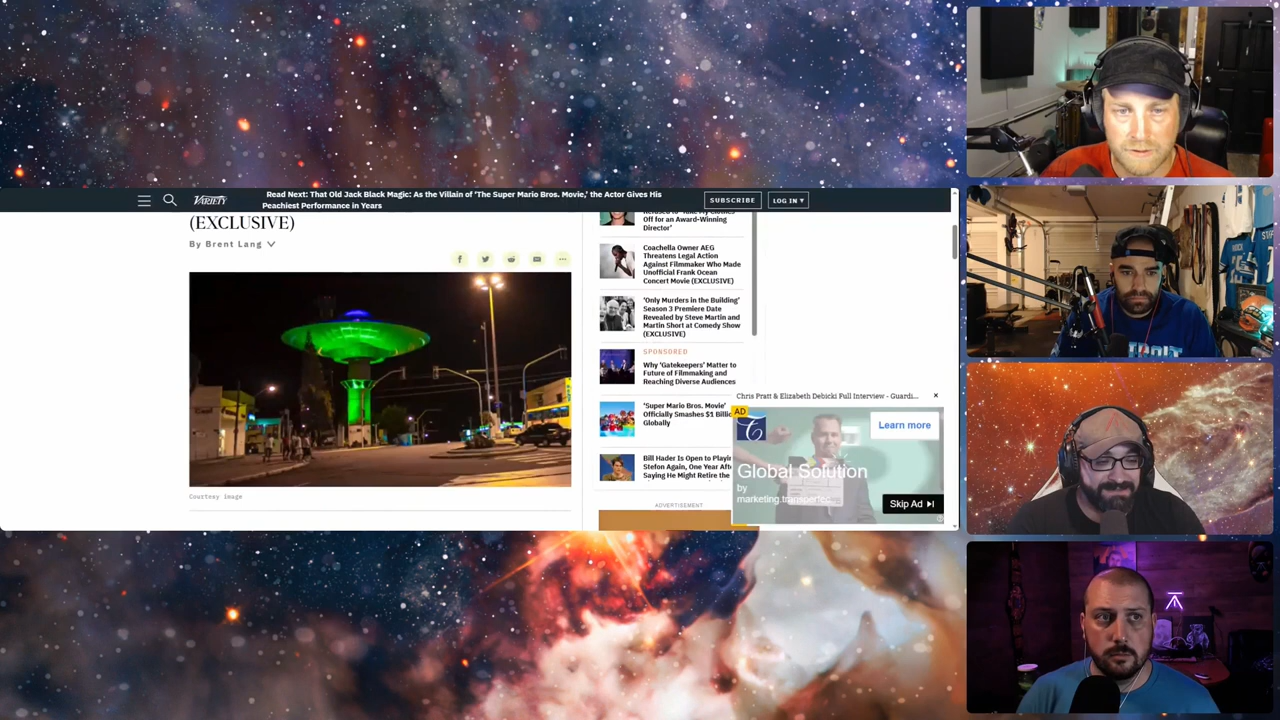 VARIETY
Read Next: That Old Jack Black Magic: As the Villain of 'The Super Mario Bros. Movie,' the Actor Gives His
Peachiest Performance in Years
SUBSCRIBE
LOG IN
(EXCLUSIVE)
By Brent Lang
Courtesy image
Off for an Award-Winning
Director'
Coachella Owner AEG
Threatens Legal Action
Against Filmmaker Who Made
Unofficial Frank Ocean
Concert Movie (EXCLUSIVE)
'Only Murders in the Building'
Season 3 Premiere Date
Revealed by Steve Martin and
Martin Short at Comedy Show
(EXCLUSIVE)
SPONSORED
Why 'Gatekeepers' Matter to
Future of Filmmaking and
Reaching Diverse Audiences
'Super Mario Bros. Movie'
Officially Smashes $1
Globally
Bill Hader Is Open to
Stefon Again, One Year
Saying He Might Retire the
ADVERTISEMENT
Chris Pratt & Elizabeth Debicki Full Interview - Guardi...
AD
Learn more
Global Solution
by
Skip Ad